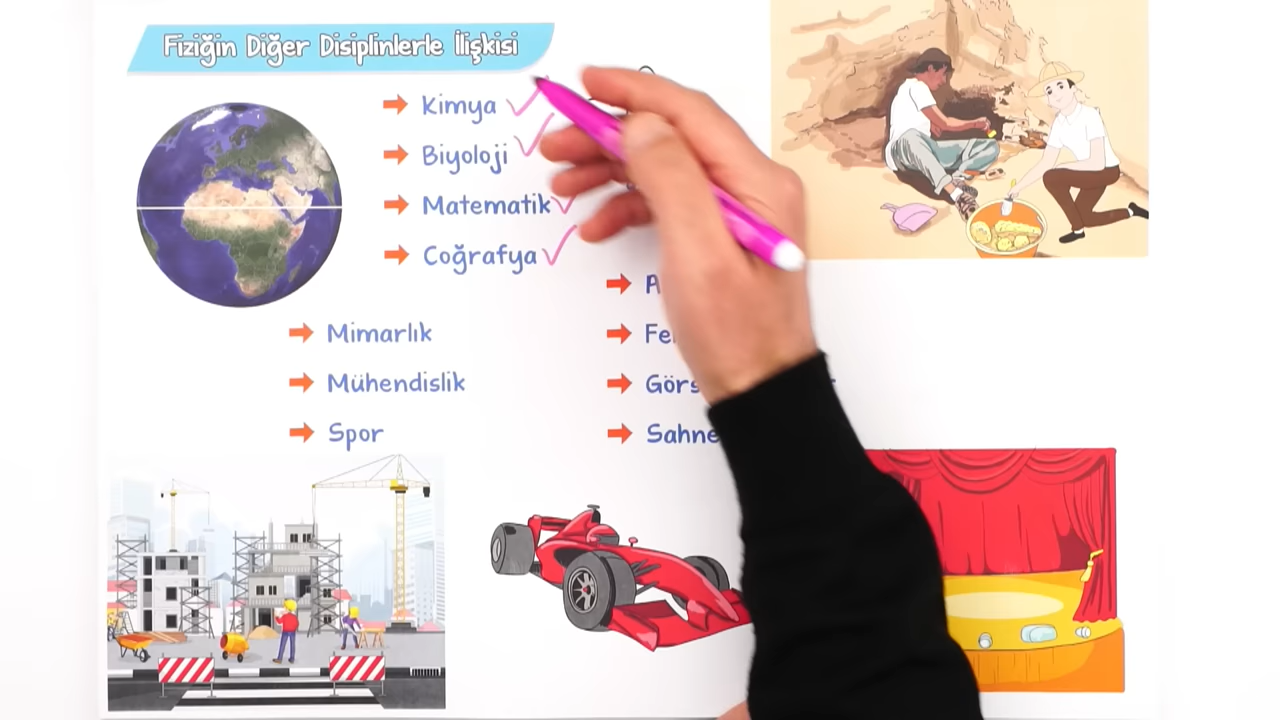 Fiziğin Diğer Disiplinlerle İlişkisi
Kimya
Biyoloji
Matematik
Coğrafya
Mimarlık
Mühendislik
Spor